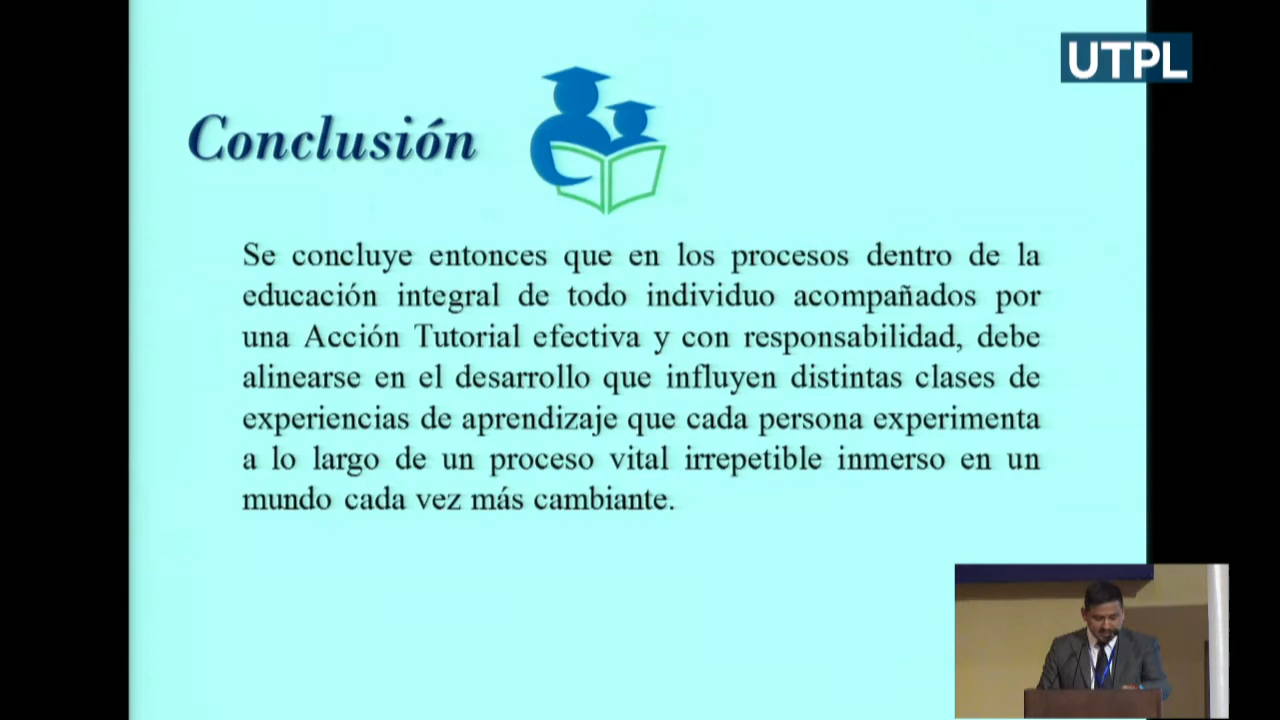 UTPL
Conclusión
Se concluye entonces que en los procesos dentro de la
educación integral de todo individuo acompañados por
una Acción Tutorial efectiva y con responsabilidad, debe
alinearse en el desarrollo que influyen distintas clases de
experiencias de aprendizaje que cada persona experimenta
a lo largo de un proceso vital irrepetible inmerso en un
mundo cada vez más cambiante.